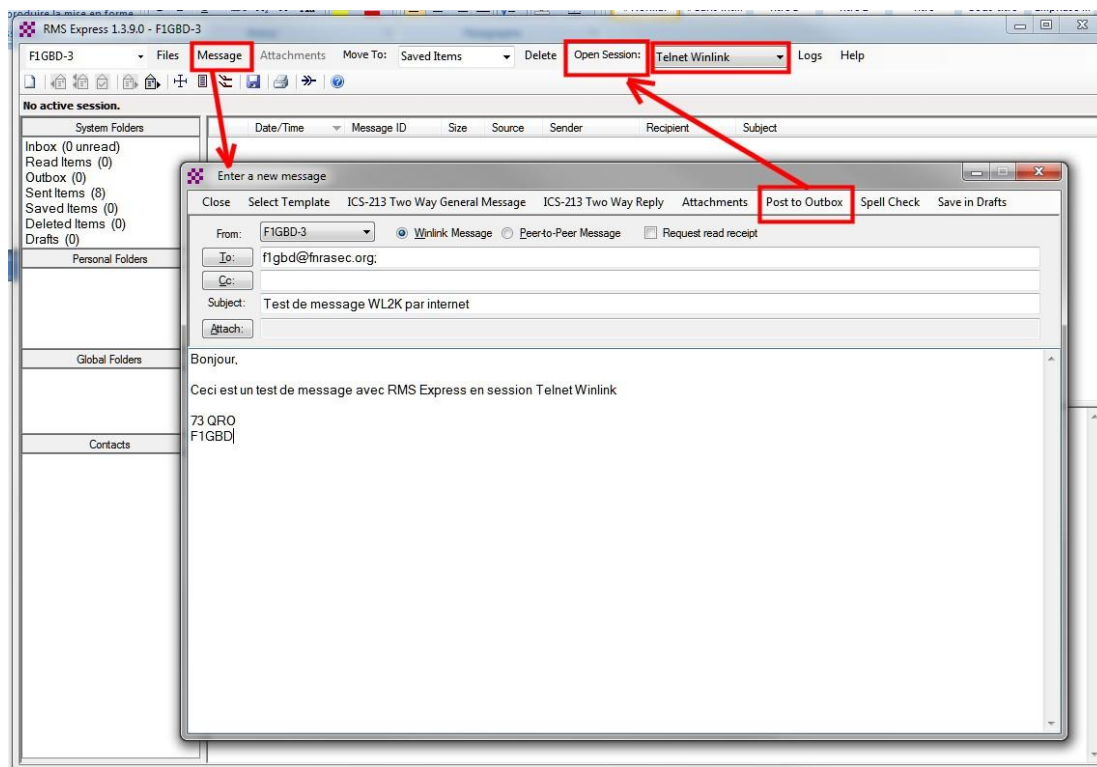 produire la mise en forme
RMS Express 1.3.9.0 - F1GBD-3
F1GBD-3 Files Message Attachments Move To: Saved Items Delete Open Session: Telnet Winlink Logs Help
No active session.
System Folders
Date/Time Message ID Size Source Sender Recipient Subject
Inbox (0 unread)
Read Items (0)
Outbox (0)
Sent Items (8)
Saved Items (0)
Deleted Items (0)
Drafts (0)
Personal Folders
Global Folders
Contacts
Enter a new message
Close Select Template ICS-213 Two Way General Message ICS-213 Two Way Reply Attachments Post to Outbox Spell Check Save in Drafts
From: F1GBD-3 Winlink Message Peer-to-Peer Message Request read receipt
To: f1gbd@fnrasec.org;
Cc:
Subject: Test de message WL2K par internet
Attach:
Bonjour,
Ceci est un test de message avec RMS Express en session Telnet Winlink
73 QRO
F1GBD